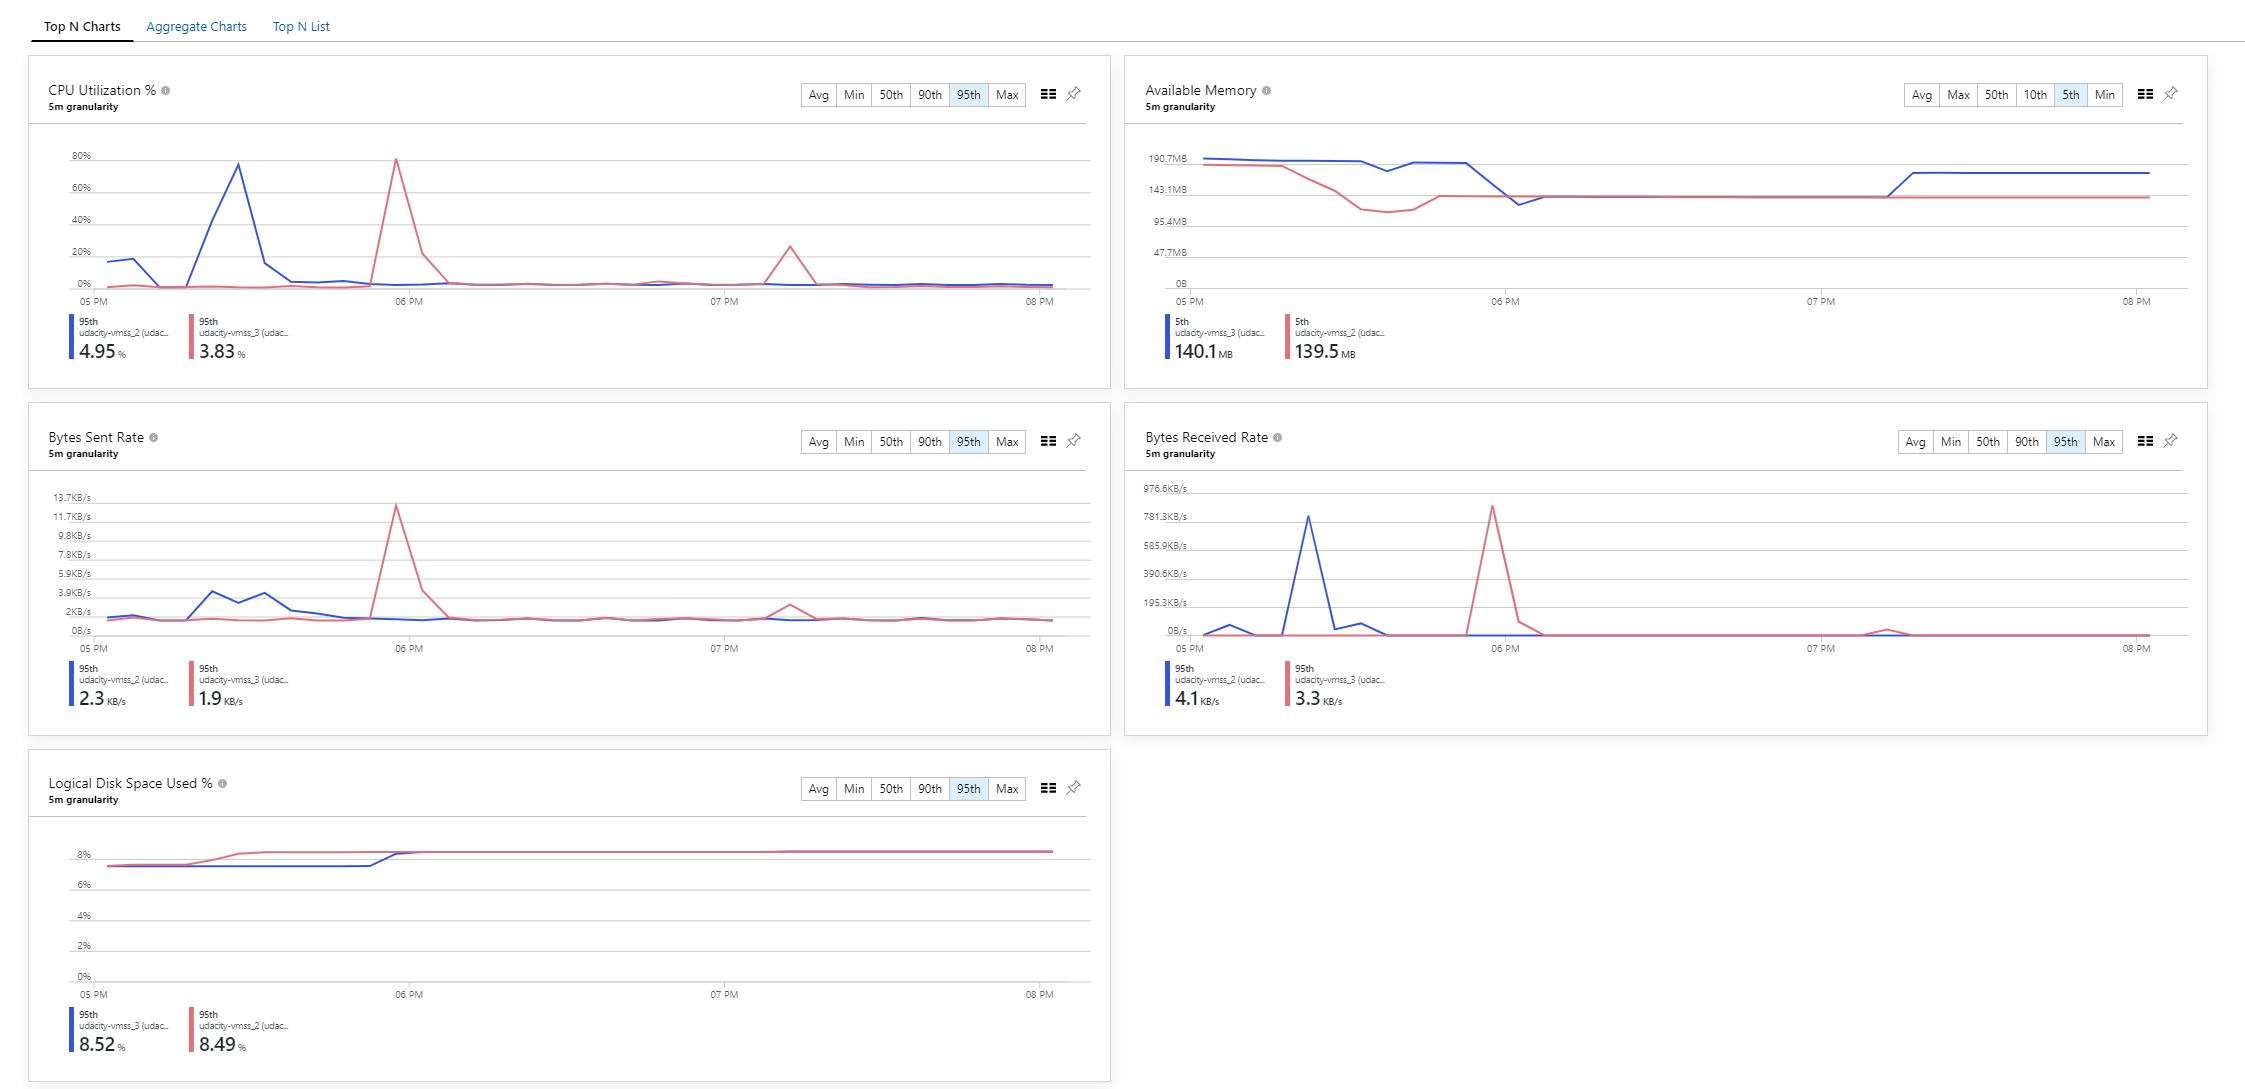 Top N Charts Aggregate Charts Top N List
CPU Utilization %
5m granularity
Avg Min 50th 90th 95th Max
80%
60%
40%
20%
0%
05 PM 06 PM 07 PM 08 PM
95th
udacity-vmss_2 (udac...
4.95 %
95th
udacity-vmss_3 (udac...
3.83 %
Available Memory
5m granularity
Avg Max 50th 10th 5th Min
190.7MB
143.1MB
95.4MB
47.7MB
0B
05 PM 06 PM 07 PM 08 PM
5th
udacity-vmss_3 (udac...
140.1 MB
5th
udacity-vmss_2 (udac...
139.5 MB
Bytes Sent Rate
5m granularity
Avg Min 50th 90th 95th Max
13.7KB/s
11.7KB/s
9.8KB/s
7.8KB/s
5.9KB/s
3.9KB/s
2KB/s
0B/s
05 PM 06 PM 07 PM 08 PM
95th
udacity-vmss_2 (udac...
2.3 KB/s
95th
udacity-vmss_3 (udac...
1.9 KB/s
Bytes Received Rate
5m granularity
Avg Min 50th 90th 95th Max
976.6KB/s
781.3KB/s
585.9KB/s
390.6KB/s
195.3KB/s
0B/s
05 PM 06 PM 07 PM 08 PM
95th
udacity-vmss_2 (udac...
4.1 KB/s
95th
udacity-vmss_3 (udac...
3.3 KB/s
Logical Disk Space Used %
5m granularity
Avg Min 50th 90th 95th Max
8%
6%
4%
2%
0%
05 PM 06 PM 07 PM 08 PM
95th
udacity-vmss_3 (udac...
8.52 %
95th
udacity-vmss_2 (udac...
8.49 %